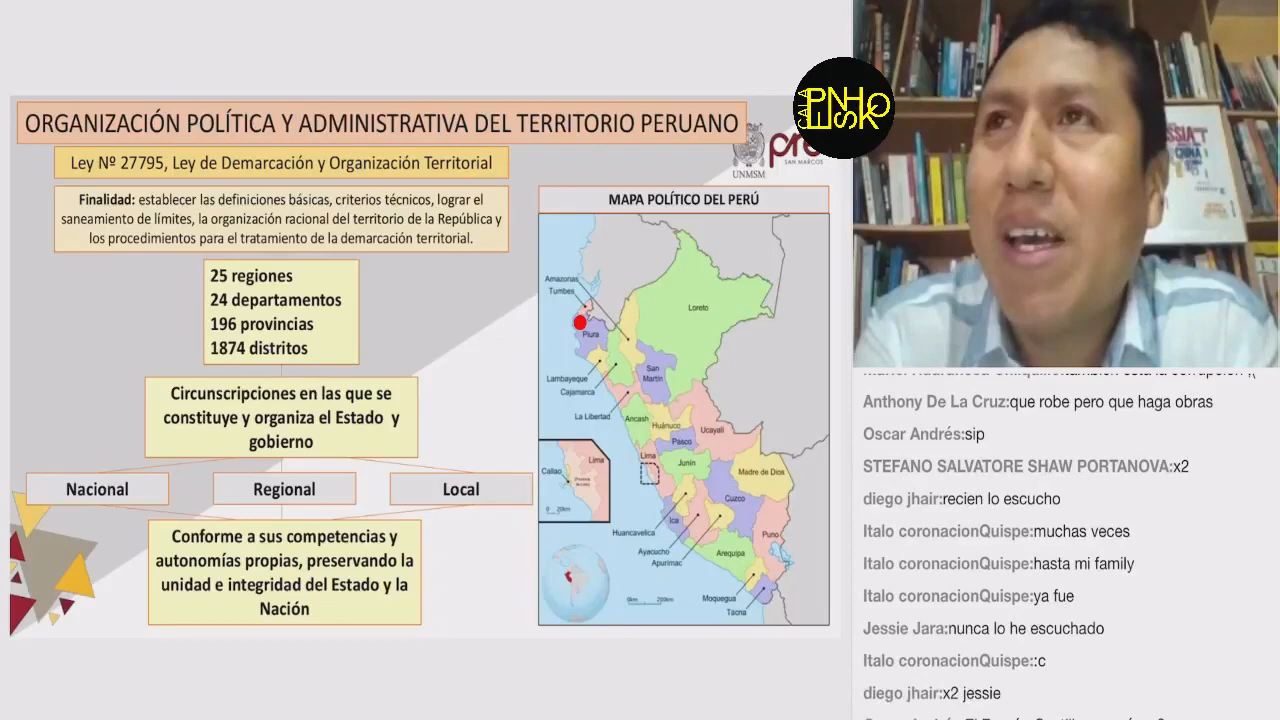 ORGANIZACIÓN POLÍTICA Y ADMINISTRATIVA DEL TERRITORIO PERUANO
Ley Nº 27795, Ley de Demarcación y Organización Territorial
Finalidad: establecer las definiciones básicas, criterios técnicos, lograr el
saneamiento de límites, la organización racional del territorio de la República y
los procedimientos para el tratamiento de la demarcación territorial.
25 regiones
24 departamentos
196 provincias
1874 distritos
Circunscripciones en las que se
constituye y organiza el Estado y
gobierno
Nacional
Regional
Local
Conforme a sus competencias y
autonomías propias, preservando la
unidad e integridad del Estado y la
Nación
UNMSM
pre
SAN MARCOS
MAPA POLÍTICO DEL PERÚ
Amazonas
Tumbes
Loreto
Piura
San
Martín
Lambayeque
Cajamarca
La Libertad
Ancash
Huánuco
Ucayali
Pasco
Lima
Junín
Madre de Dios
Callao
Lima
0 20km
Cuzco
Ica
Huancavelica
Puno
Ayacucho
Apurímac
Arequipa
0km 200km
Moquegua
Tacna
CHINA
Anthony De La Cruz:que robe pero que haga obras
Oscar Andrés:sip
STEFANO SALVATORE SHAW PORTANOVA:x2
diego jhair:recien lo escucho
Italo coronacionQuispe:muchas veces
Italo coronacionQuispe:hasta mi family
Italo coronacionQuispe:ya fue
Jessie Jara:nunca lo he escuchado
Italo coronacionQuispe::c
diego jhair:x2 jessie